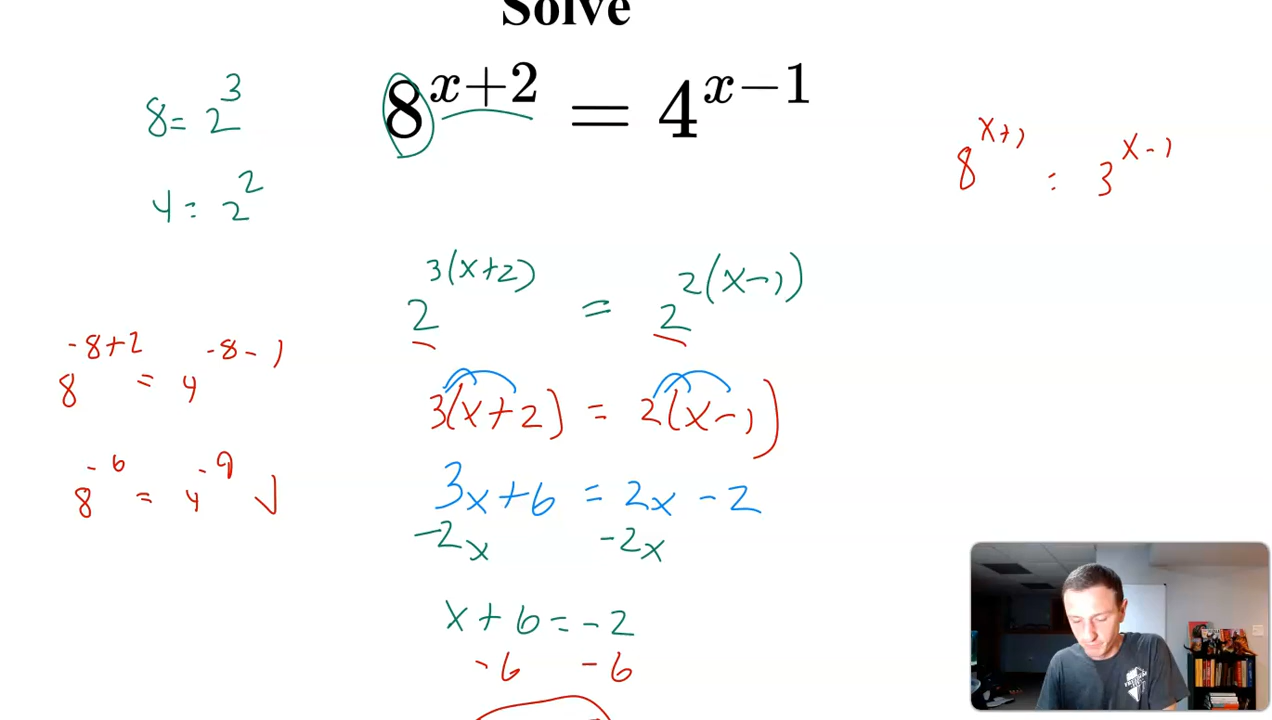 Solve
8^{x+2} = 4^{x-1}
8 = 2^3
4 = 2^2
8^{x+1} = 3^{x-1}
2^{3(x+2)} = 2^{2(x-1)}
8^{-8+2} = 4^{-8-1}
3(x+2) = 2(x-1)
8^{-6} = 4^{-9} ✓
3x+6 = 2x-2
-2x -2x
x+6 = -2
-6 -6